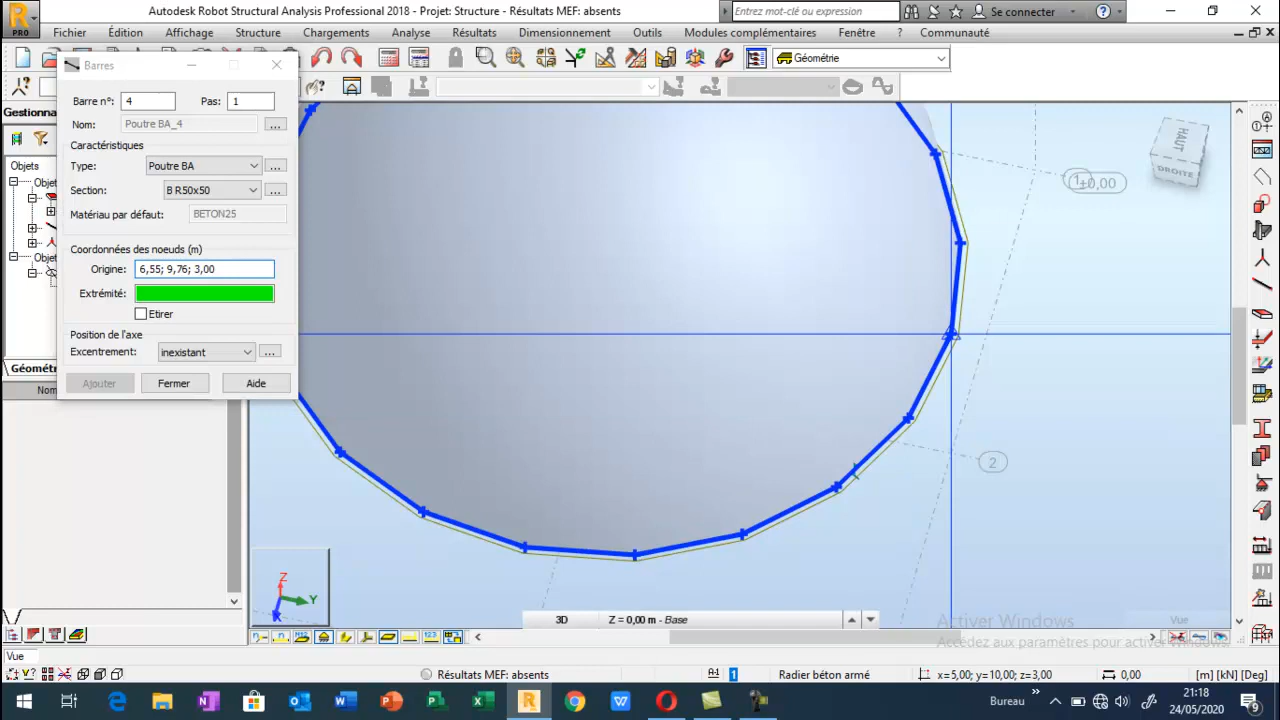 PRO
Autodesk Robot Structural Analysis Professional 2018 - Projet: Structure - Résultats MEF: absents
Entrez mot-clé ou expression
Se connecter
Fichier Édition Affichage Structure Chargements Analyse Résultats Dimensionnement Outils Modules complémentaires Fenêtre ? Communauté
Géométrie
Barres
Barre n°: 4 Pas: 1
Nom: Poutre BA_4 ...
Caractéristiques
Type: Poutre BA ...
Section: B R50x50 ...
Matériau par défaut: BETON25
Coordonnées des noeuds (m)
Origine: 6,55; 9,76; 3,00
Extrémité:
Etirer
Position de l'axe
Excentrement: inexistant ...
Ajouter Fermer Aide
Gestionna
Objets
Objet
Objet
Géomét
Nom
HAUT
DROITE
1 ±0,00
2
Z
Y
X
3D Z = 0,00 m - Base
Activer Windows
Accédez aux paramètres pour activer Windows
Vue
Vue
Résultats MEF: absents
1
Radier béton armé
x=5,00; y=10,00; z=3,00
0,00
[m] [kN] [Deg]
Bureau
21:18
24/05/2020
9